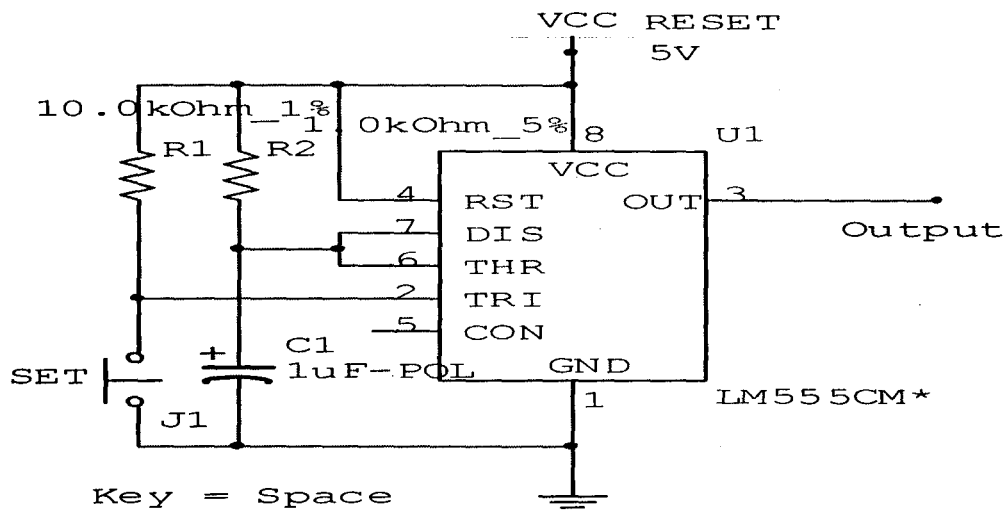 VCC RESET
5V
10.0kOhm_1%
1.0kOhm_5%
8
U1
R1
R2
VCC
4
RST
OUT
3
7
DIS
Output
6
THR
2
TRI
5
CON
C1
1uF-POL
GND
SET
1
LM555CM*
J1
Key = Space